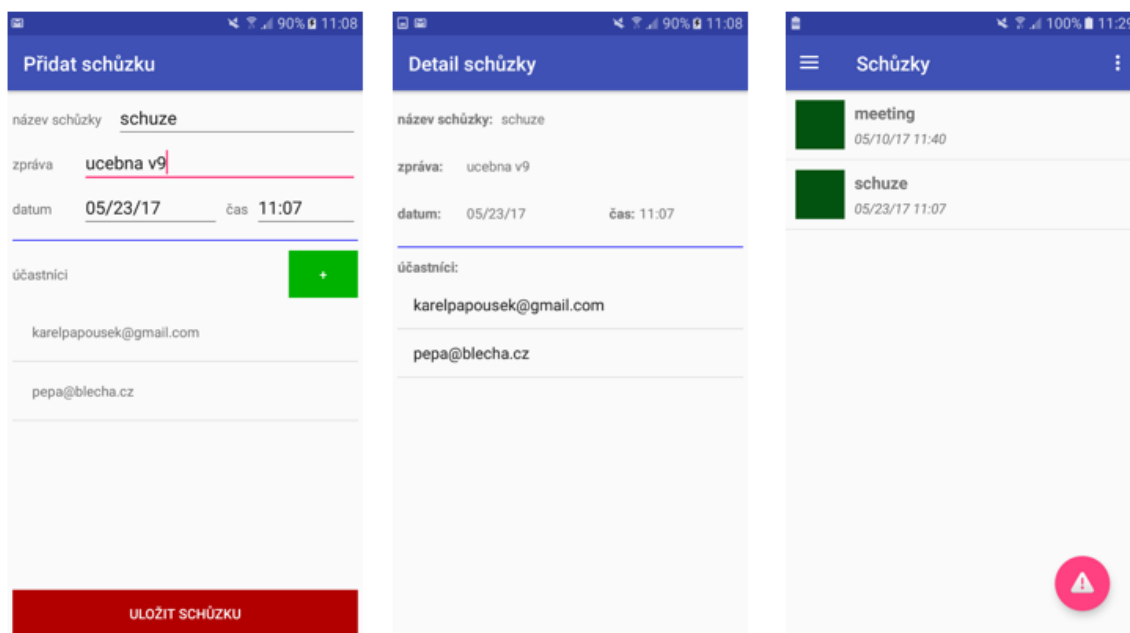 90% 11:08
Přidat schůzku
název schůzky schuze
zpráva ucebna v9
datum 05/23/17 čas 11:07
účastníci +
karelpapousek@gmail.com
pepa@blecha.cz
ULOŽIT SCHŮZKU
90% 11:08
Detail schůzky
název schůzky: schuze
zpráva: ucebna v9
datum: 05/23/17 čas: 11:07
účastníci:
karelpapousek@gmail.com
pepa@blecha.cz
100% 11:29
Schůzky
meeting
05/10/17 11:40
schuze
05/23/17 11:07